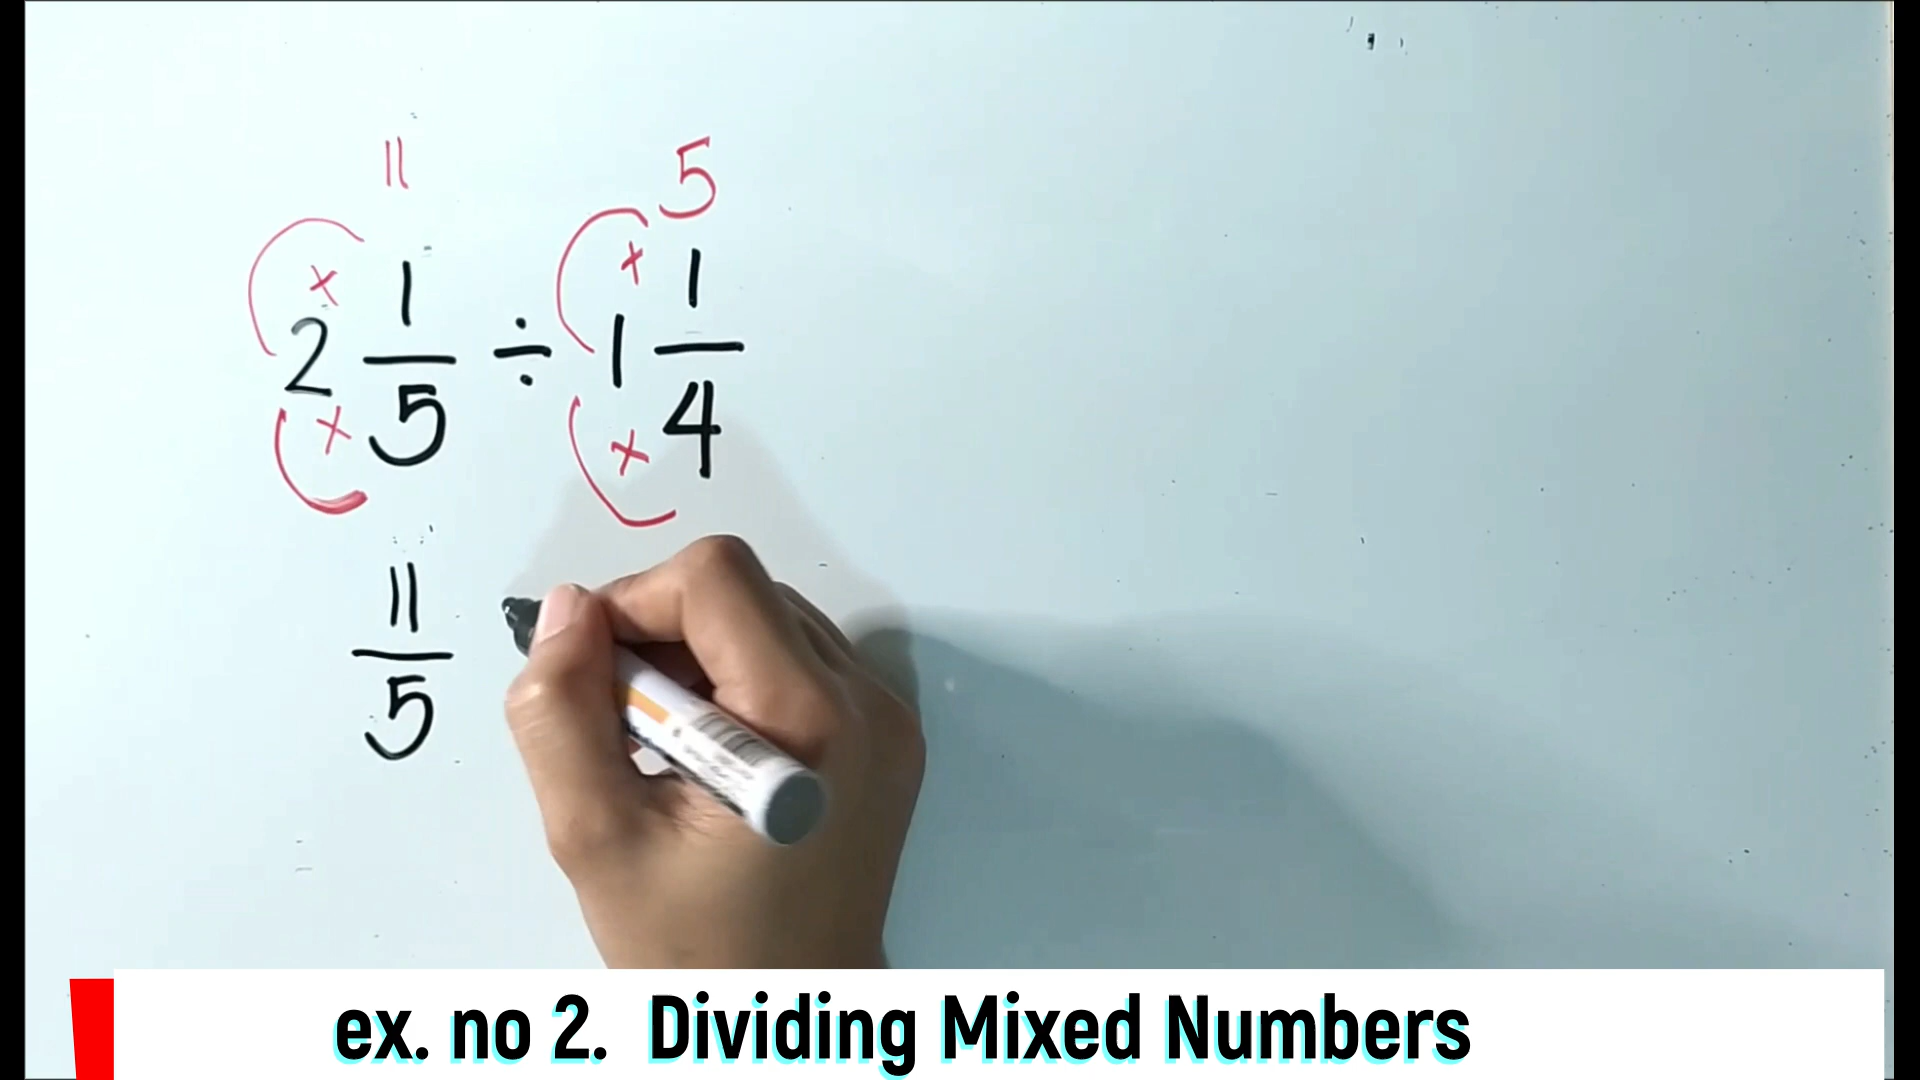 11 5
2 1/5 ÷ 1 1/4
× ×
× ×
11/5
ex. no 2. Dividing Mixed Numbers